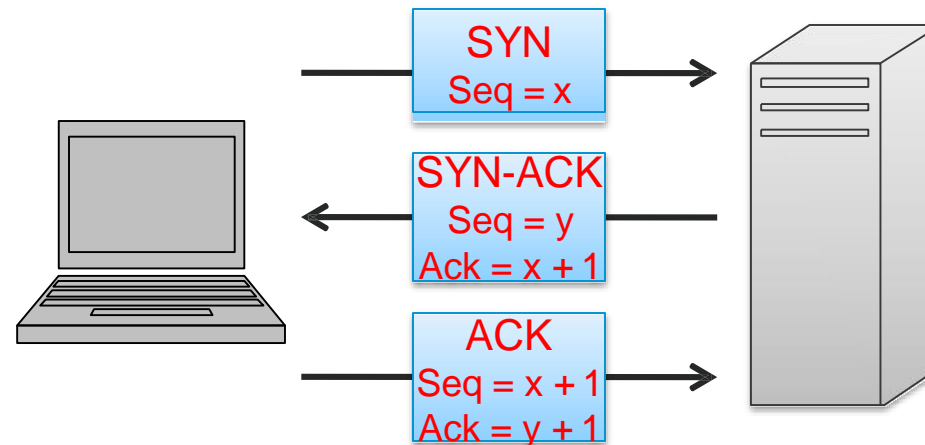 SYN
Seq = x
SYN-ACK
Seq = y
Ack = x + 1
ACK
Seq = x + 1
Ack = y + 1